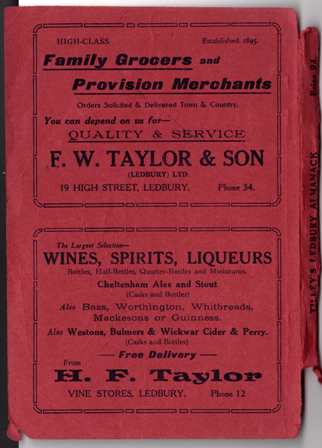 HIGH-CLASS Established 1895.
Family Grocers and
Provision Merchants
Orders Solicited & Delivered Town & Country.
You can depend on us for—
QUALITY & SERVICE
F. W. TAYLOR & SON
(LEDBURY) LTD.
19 HIGH STREET, LEDBURY. Phone 34.
The Largest Selection—
WINES, SPIRITS, LIQUEURS
Bottles, Half-Bottles, Quarter-Bottles and Miniatures.
Cheltenham Ales and Stout
(Casks and Bottles)
Also Bass, Worthington, Whitbreads,
Mackesons or Guinness.
Also Westons, Bulmers & Wickwar Cider & Perry.
(Casks and Bottles)
— Free Delivery —
From
H. F. Taylor
VINE STORES, LEDBURY. Phone 12
TILLEY'S LEDBURY ALMANACK